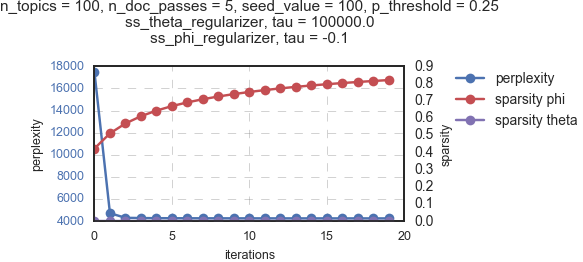 n_topics = 100, n_doc_passes = 5, seed_value = 100, p_threshold = 0.25
ss_theta_regularizer, tau = 100000.0
ss_phi_regularizer, tau = -0.1
18000
16000
14000
12000
10000
8000
6000
4000
perplexity
0.9
0.8
0.7
0.6
0.5
0.4
0.3
0.2
0.1
0.0
sparsity
0 5 10 15 20
iterations
perplexity
sparsity phi
sparsity theta